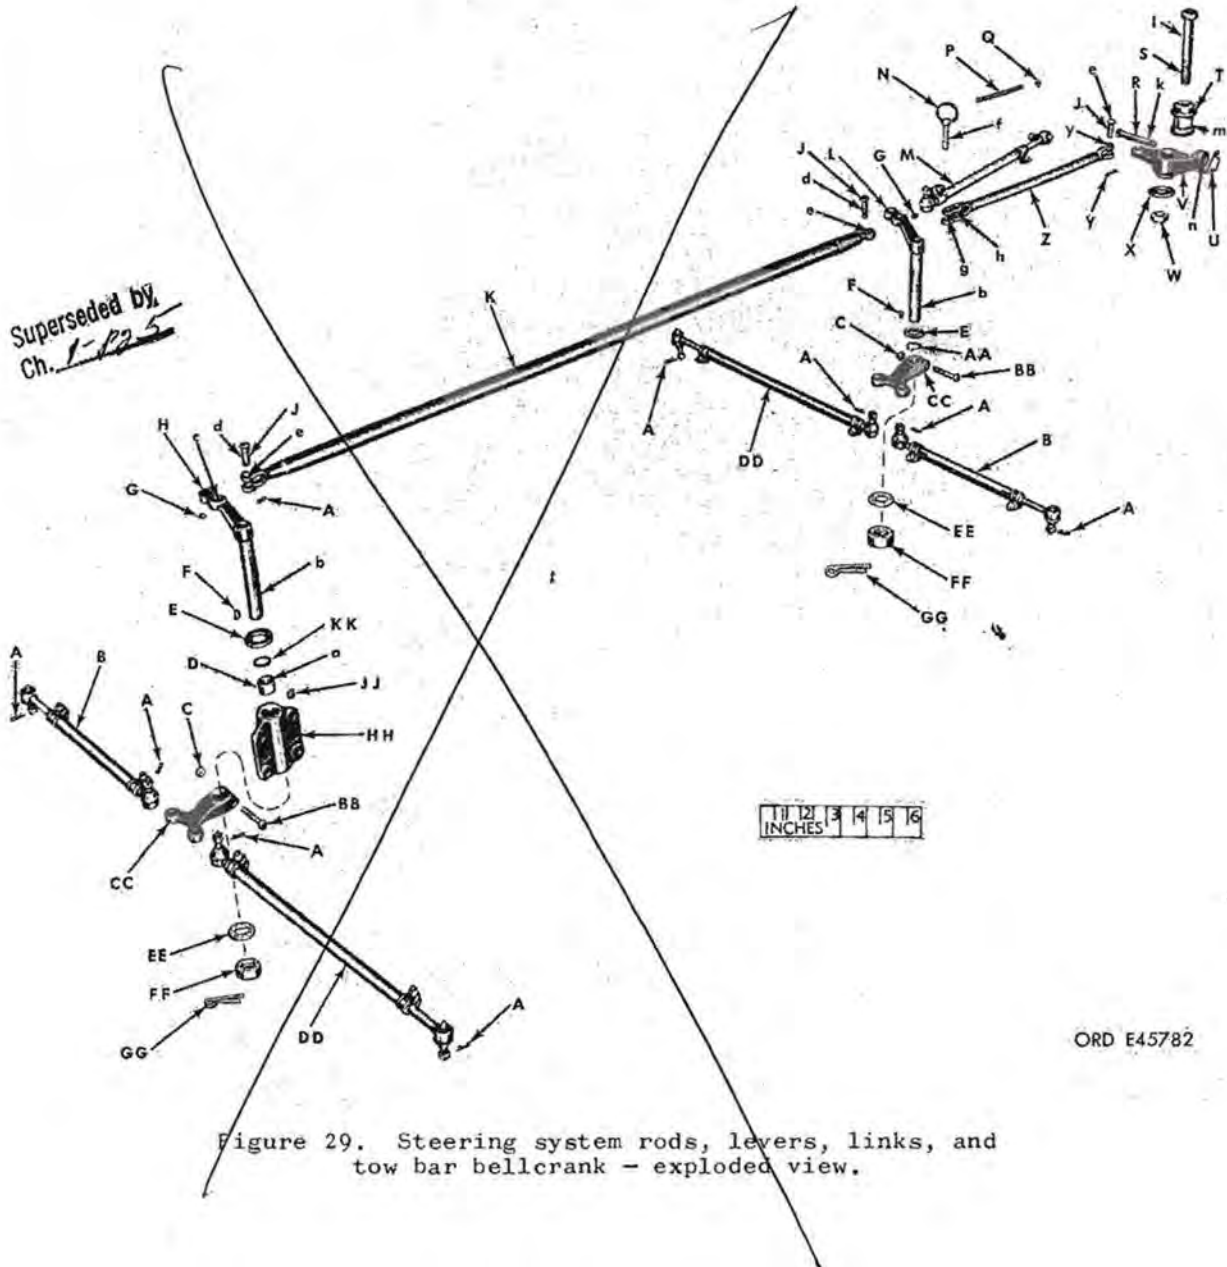 I
S
Q
P
N
e
R
k
T
J
m
f
y
J
L
G
M
d
V
e
Z
Y
X
n
U
W
g
h
Superseded by
Ch.
K
F
b
C
E
AA
A
BB
CC
A
H
c
d
J
e
A
DD
B
G
A
EE
A
b
F
FF
E
KK
GG
A
B
D
a
A
C
JJ
HH
BB
1 2 3 4 5 6
INCHES
A
CC
EE
FF
A
GG
DD
ORD E45782
Figure 29. Steering system rods, levers, links, and
tow bar bellcrank — exploded view.